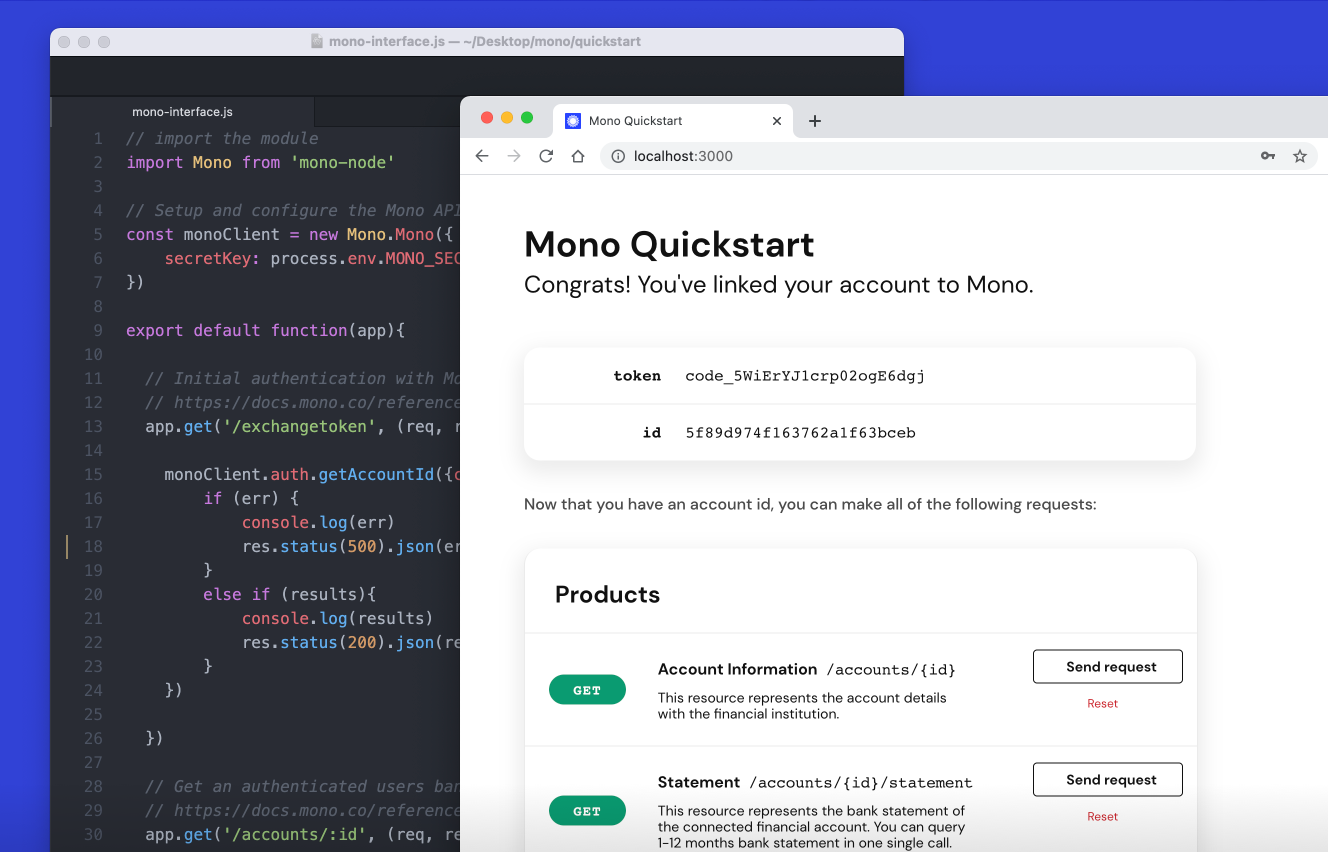 mono-interface.js — ~/Desktop/mono/quickstart
mono-interface.js
1 // import the module
2 import Mono from 'mono-node'
3
4 // Setup and configure the Mono API
5 const monoClient = new Mono.Mono({
6 secretKey: process.env.MONO_SEC
7 })
8
9 export default function(app){
10
11 // Initial authentication with Mo
12 // https://docs.mono.co/reference
13 app.get('/exchangetoken', (req, r
14
15 monoClient.auth.getAccountId({c
16 if (err) {
17 console.log(err)
18 res.status(500).json(er
19 }
20 else if (results){
21 console.log(results)
22 res.status(200).json(re
23 }
24 })
25
26 })
27
28 // Get an authenticated users ban
29 // https://docs.mono.co/reference
30 app.get('/accounts/:id', (req, re
Mono Quickstart
localhost:3000
Mono Quickstart
Congrats! You've linked your account to Mono.
token code_5WiErYJ1crp02ogE6dgj
id 5f89d974f163762a1f63bceb
Now that you have an account id, you can make all of the following requests:
Products
GET
Account Information /accounts/{id}
This resource represents the account details
with the financial institution.
Send request
Reset
GET
Statement /accounts/{id}/statement
This resource represents the bank statement of
the connected financial account. You can query
1-12 months bank statement in one single call.
Send request
Reset